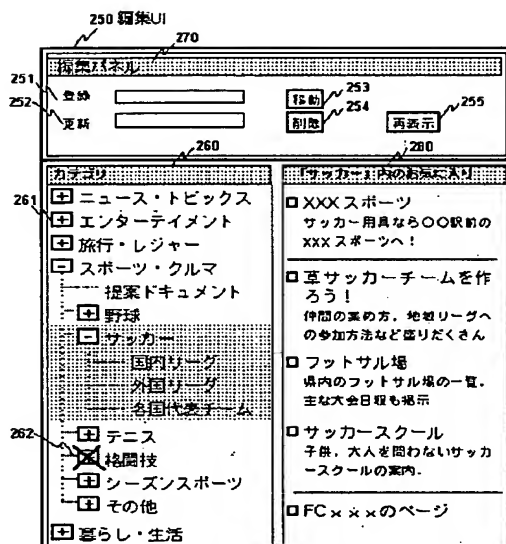 250 編集UI
270
編集パネル
251 登録 移動 253
252 更新 削除 254 再表示 255
260 280
カテゴリ
261
ニュース・トピックス
エンターテイメント
旅行・レジャー
スポーツ・クルマ
提案ドキュメント
野球
サッカー
国内リーグ
外国リーグ
各国代表チーム
テニス
262
格闘技
シーズンスポーツ
その他
暮らし・生活
「サッカー」内のお気に入り
XXX スポーツ
サッカー用具なら〇〇駅前の
xxx スポーツへ!
草サッカーチームを作
ろう!
仲間の集め方、地域リーグへ
の参加方法など盛りだくさん
フットサル場
県内のフットサル場の一覧。
主な大会日程も掲示
サッカースクール
子供、大人を問わないサッカ
ースクールの案内。
FC×××のページ